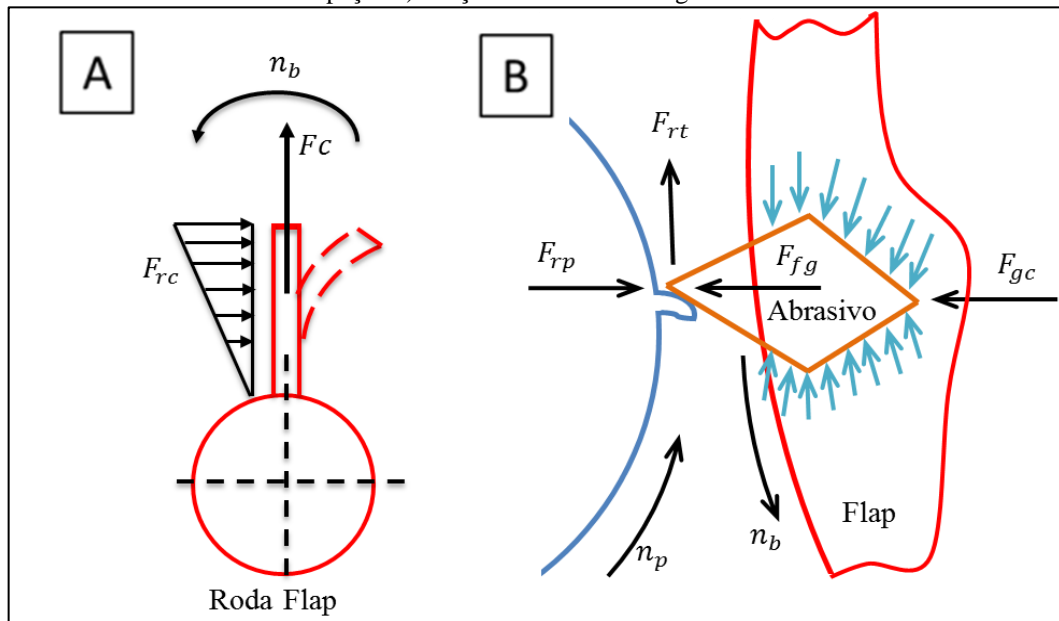 A
n_b
Fc
F_rc
Roda Flap
B
F_rt
F_rp
F_fg
F_gc
Abrasivo
Flap
n_b
n_p